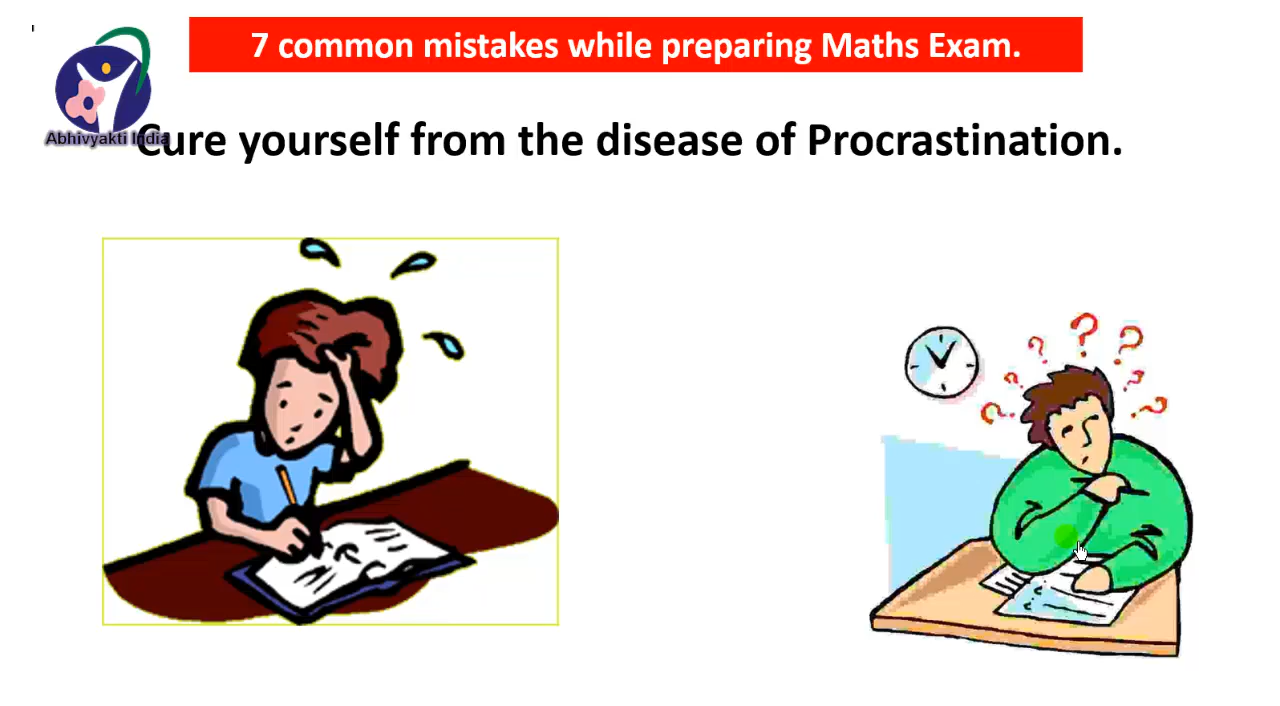 7 common mistakes while preparing Maths Exam.
Abhivyakti India
Cure yourself from the disease of Procrastination.